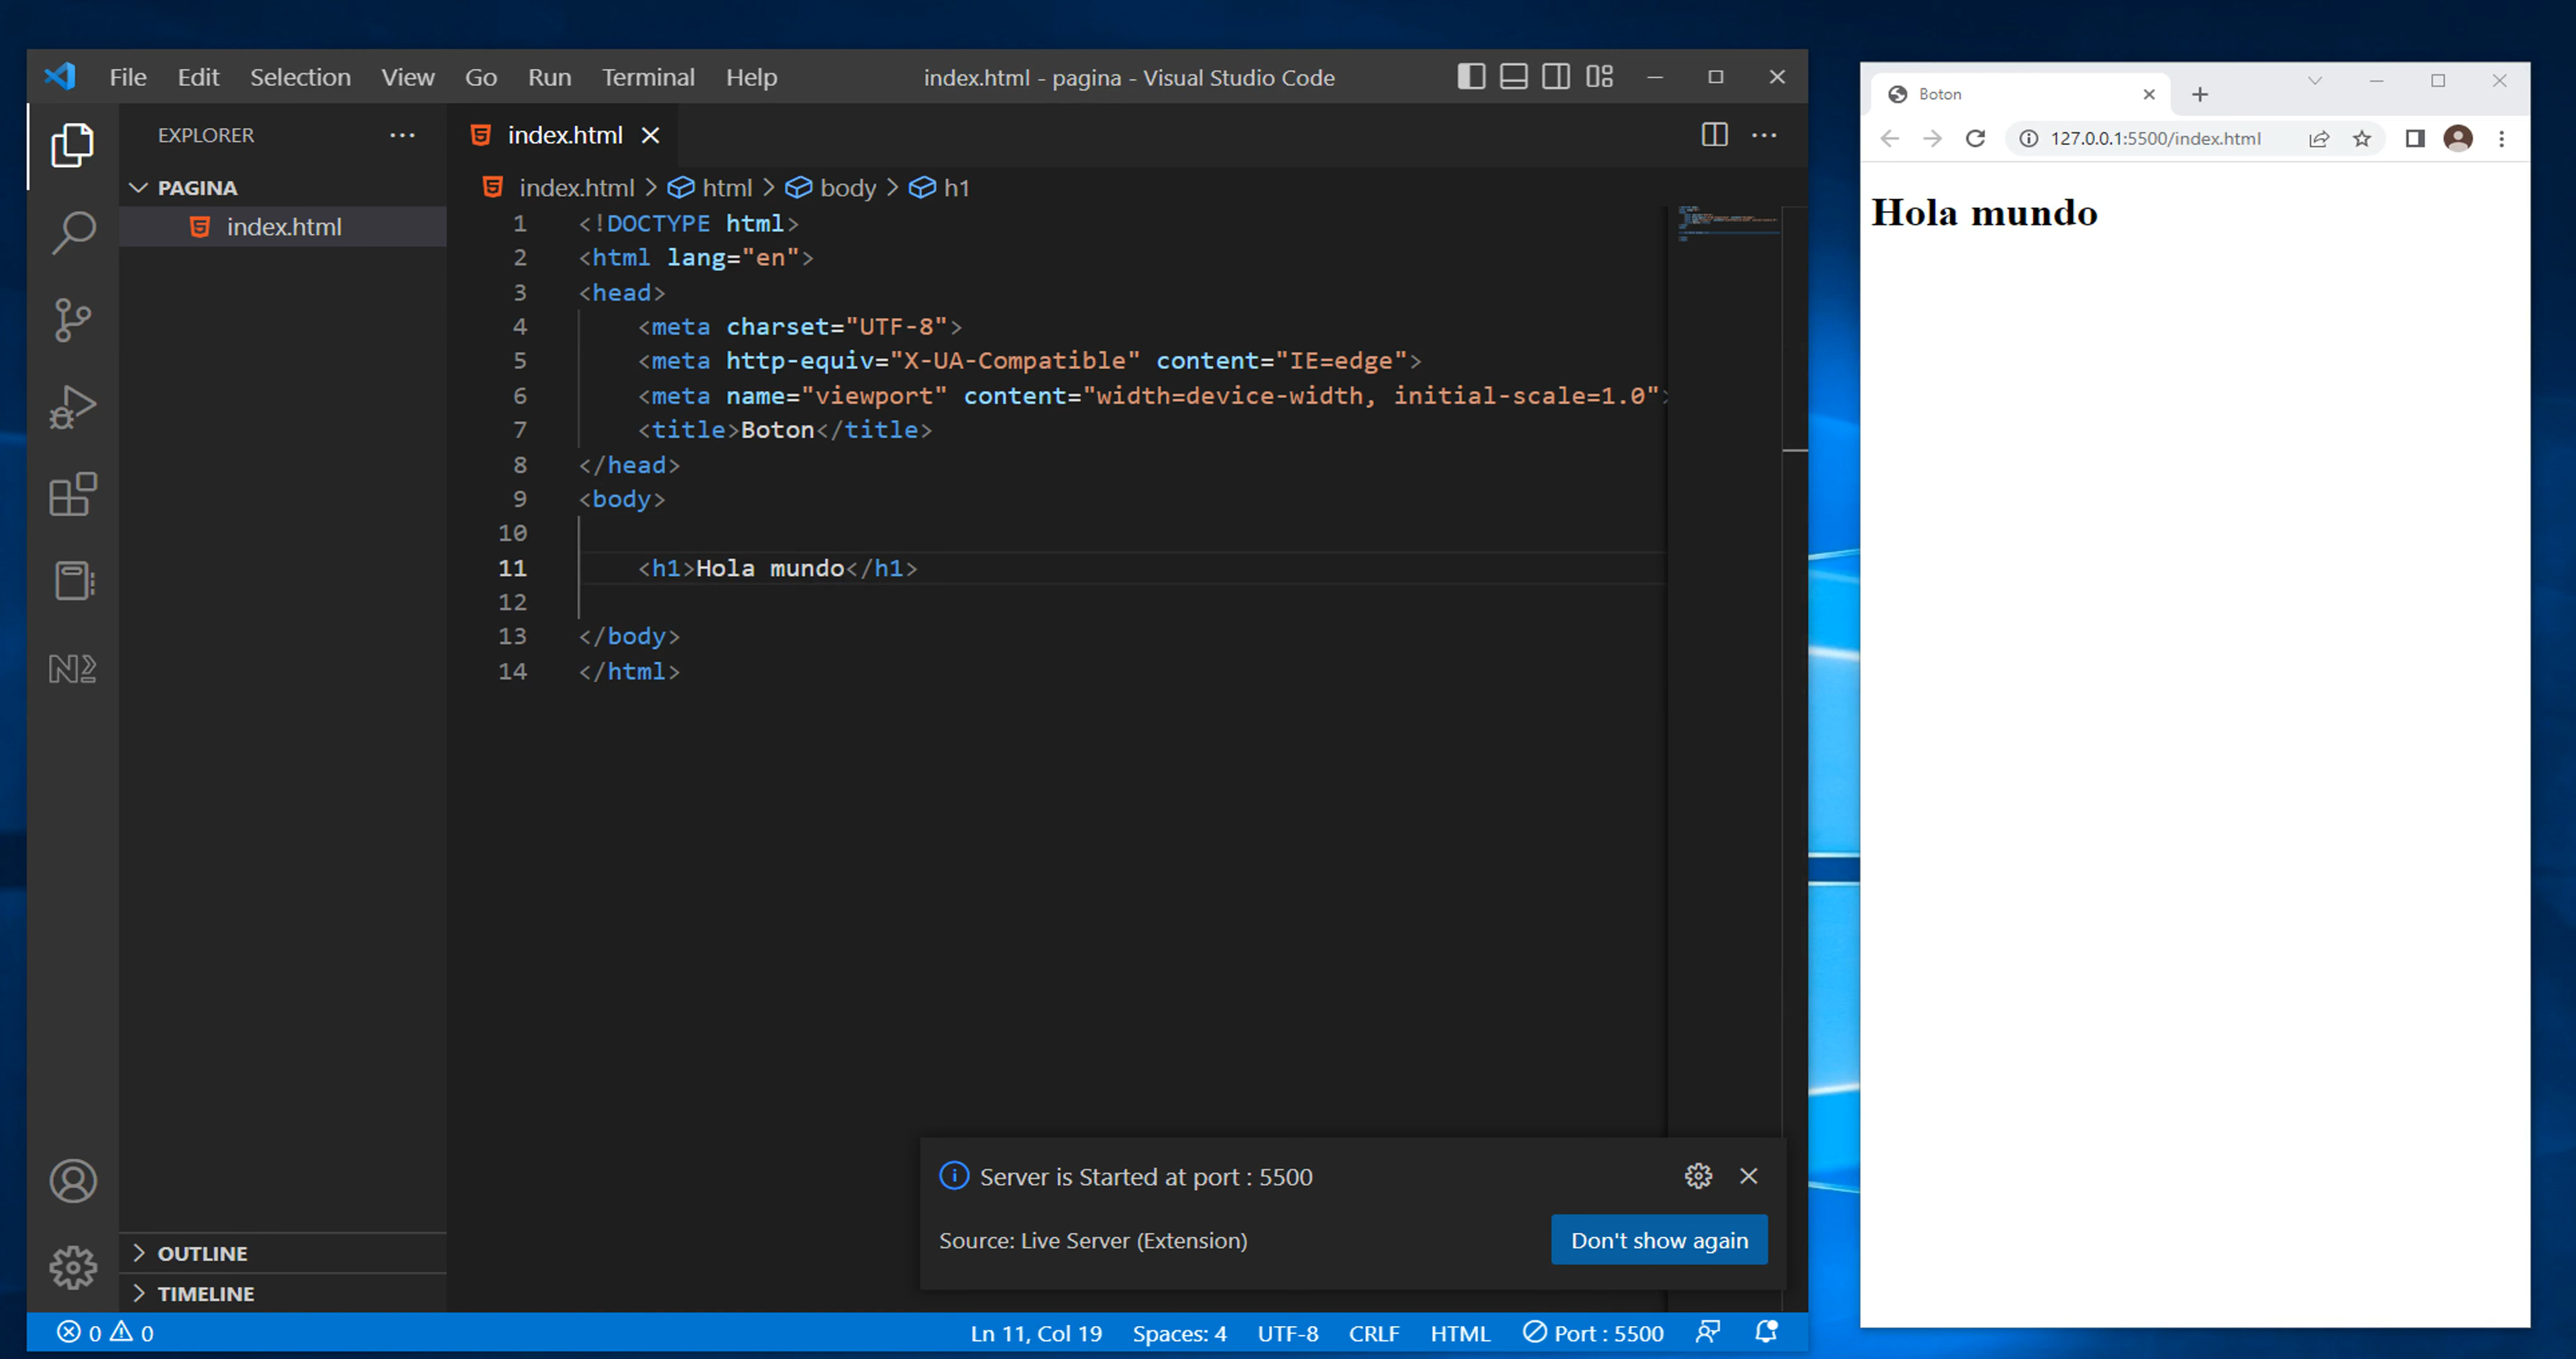 File Edit Selection View Go Run Terminal Help index.html - pagina - Visual Studio Code
EXPLORER
PAGINA
index.html
index.html
index.html > html > body > h1
1 <!DOCTYPE html>
2 <html lang="en">
3 <head>
4 <meta charset="UTF-8">
5 <meta http-equiv="X-UA-Compatible" content="IE=edge">
6 <meta name="viewport" content="width=device-width, initial-scale=1.0">
7 <title>Boton</title>
8 </head>
9 <body>
10
11 <h1>Hola mundo</h1>
12
13 </body>
14 </html>
OUTLINE
TIMELINE
Server is Started at port : 5500
Source: Live Server (Extension) Don't show again
0 0 Ln 11, Col 19 Spaces: 4 UTF-8 CRLF HTML Port : 5500
Boton
127.0.0.1:5500/index.html
Hola mundo